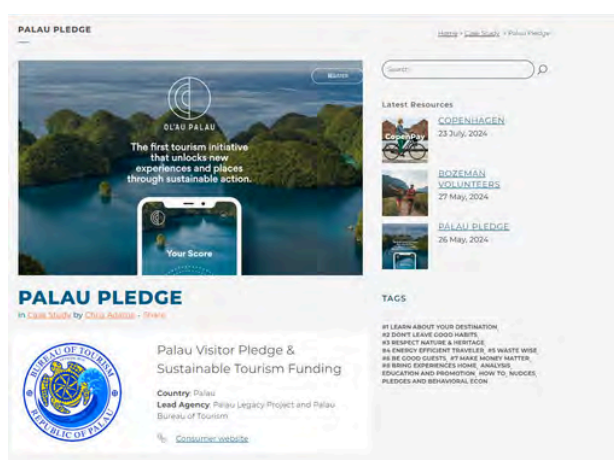 PALAU PLEDGE
Home » Case Study » Palau Pledge
OL'AU PALAU
The first tourism initiative
that unlocks new
experiences and places
through sustainable action.
Your Score
Search
Latest Resources
CopenPay
COPENHAGEN
23 July, 2024
BOZEMAN
VOLUNTEERS
27 May, 2024
PALAU PLEDGE
26 May, 2024
PALAU PLEDGE
in Case Study by Chris Adams - Share
TAGS
#1 LEARN ABOUT YOUR DESTINATION
#2 DON'T LEAVE GOOD HABITS
#3 RESPECT NATURE & HERITAGE
#4 ENERGY EFFICIENT TRAVELER #5 WASTE WISE
#6 BE GOOD GUESTS #7 MAKE MONEY MATTER
#8 BRING EXPERIENCES HOME ANALYSIS
EDUCATION AND PROMOTION HOW TO NUDGES
PLEDGES AND BEHAVIORAL ECON
BUREAU OF TOURISM
REPUBLIC OF PALAU
Palau Visitor Pledge &
Sustainable Tourism Funding
Country: Palau
Lead Agency: Palau Legacy Project and Palau
Bureau of Tourism
Consumer website